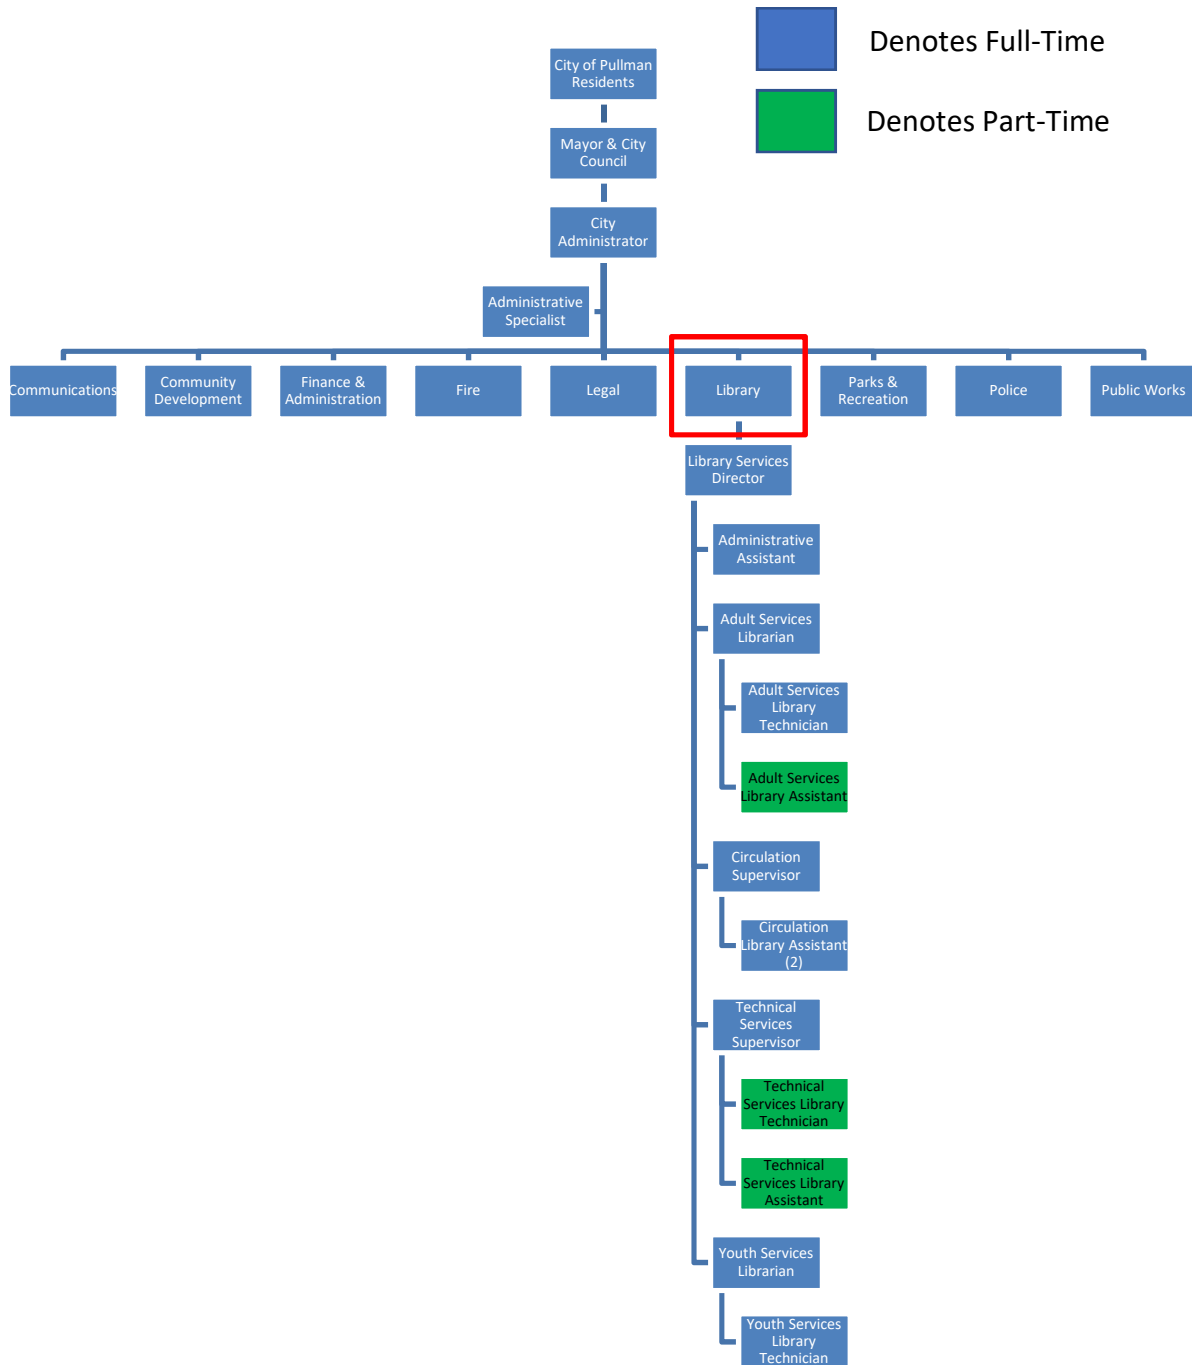 Denotes Full-Time
Denotes Part-Time
City of Pullman
Residents
Mayor & City
Council
City
Administrator
Administrative
Specialist
Communications
Community
Development
Finance &
Administration
Fire
Legal
Library
Parks &
Recreation
Police
Public Works
Library Services
Director
Administrative
Assistant
Adult Services
Librarian
Adult Services
Library
Technician
Adult Services
Library Assistant
Circulation
Supervisor
Circulation
Library Assistant
(2)
Technical
Services
Supervisor
Technical
Services Library
Technician
Technical
Services Library
Assistant
Youth Services
Librarian
Youth Services
Library
Technician